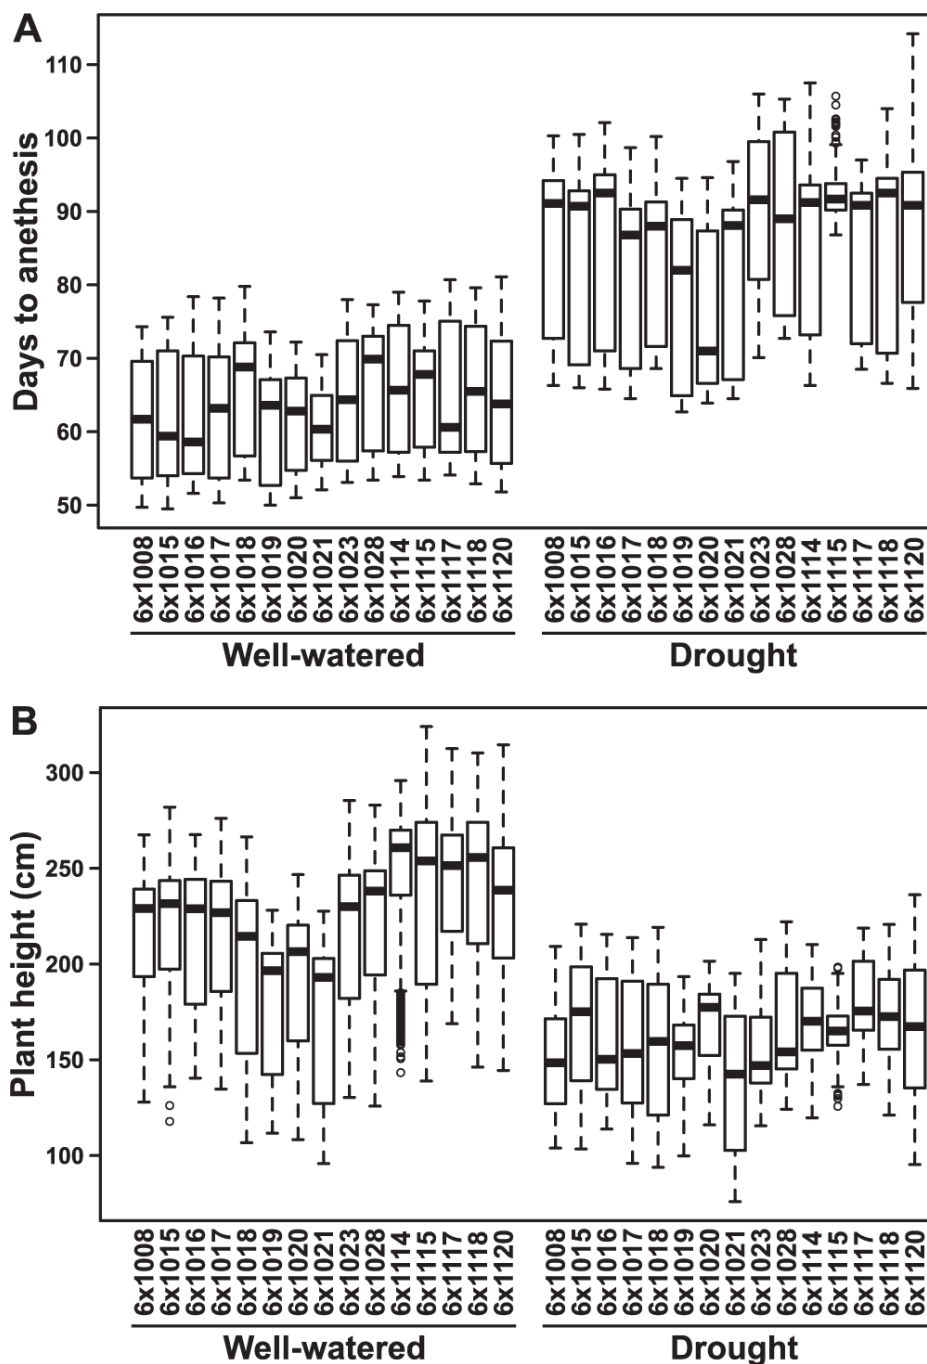 A
Days to anethesis
110
100
90
80
70
60
50
6x1008
6x1015
6x1016
6x1017
6x1018
6x1019
6x1020
6x1021
6x1023
6x1028
6x1114
6x1115
6x1117
6x1118
6x1120
6x1008
6x1015
6x1016
6x1017
6x1018
6x1019
6x1020
6x1021
6x1023
6x1028
6x1114
6x1115
6x1117
6x1118
6x1120
Well-watered
Drought
B
Plant height (cm)
300
250
200
150
100
6x1008
6x1015
6x1016
6x1017
6x1018
6x1019
6x1020
6x1021
6x1023
6x1028
6x1114
6x1115
6x1117
6x1118
6x1120
6x1008
6x1015
6x1016
6x1017
6x1018
6x1019
6x1020
6x1021
6x1023
6x1028
6x1114
6x1115
6x1117
6x1118
6x1120
Well-watered
Drought